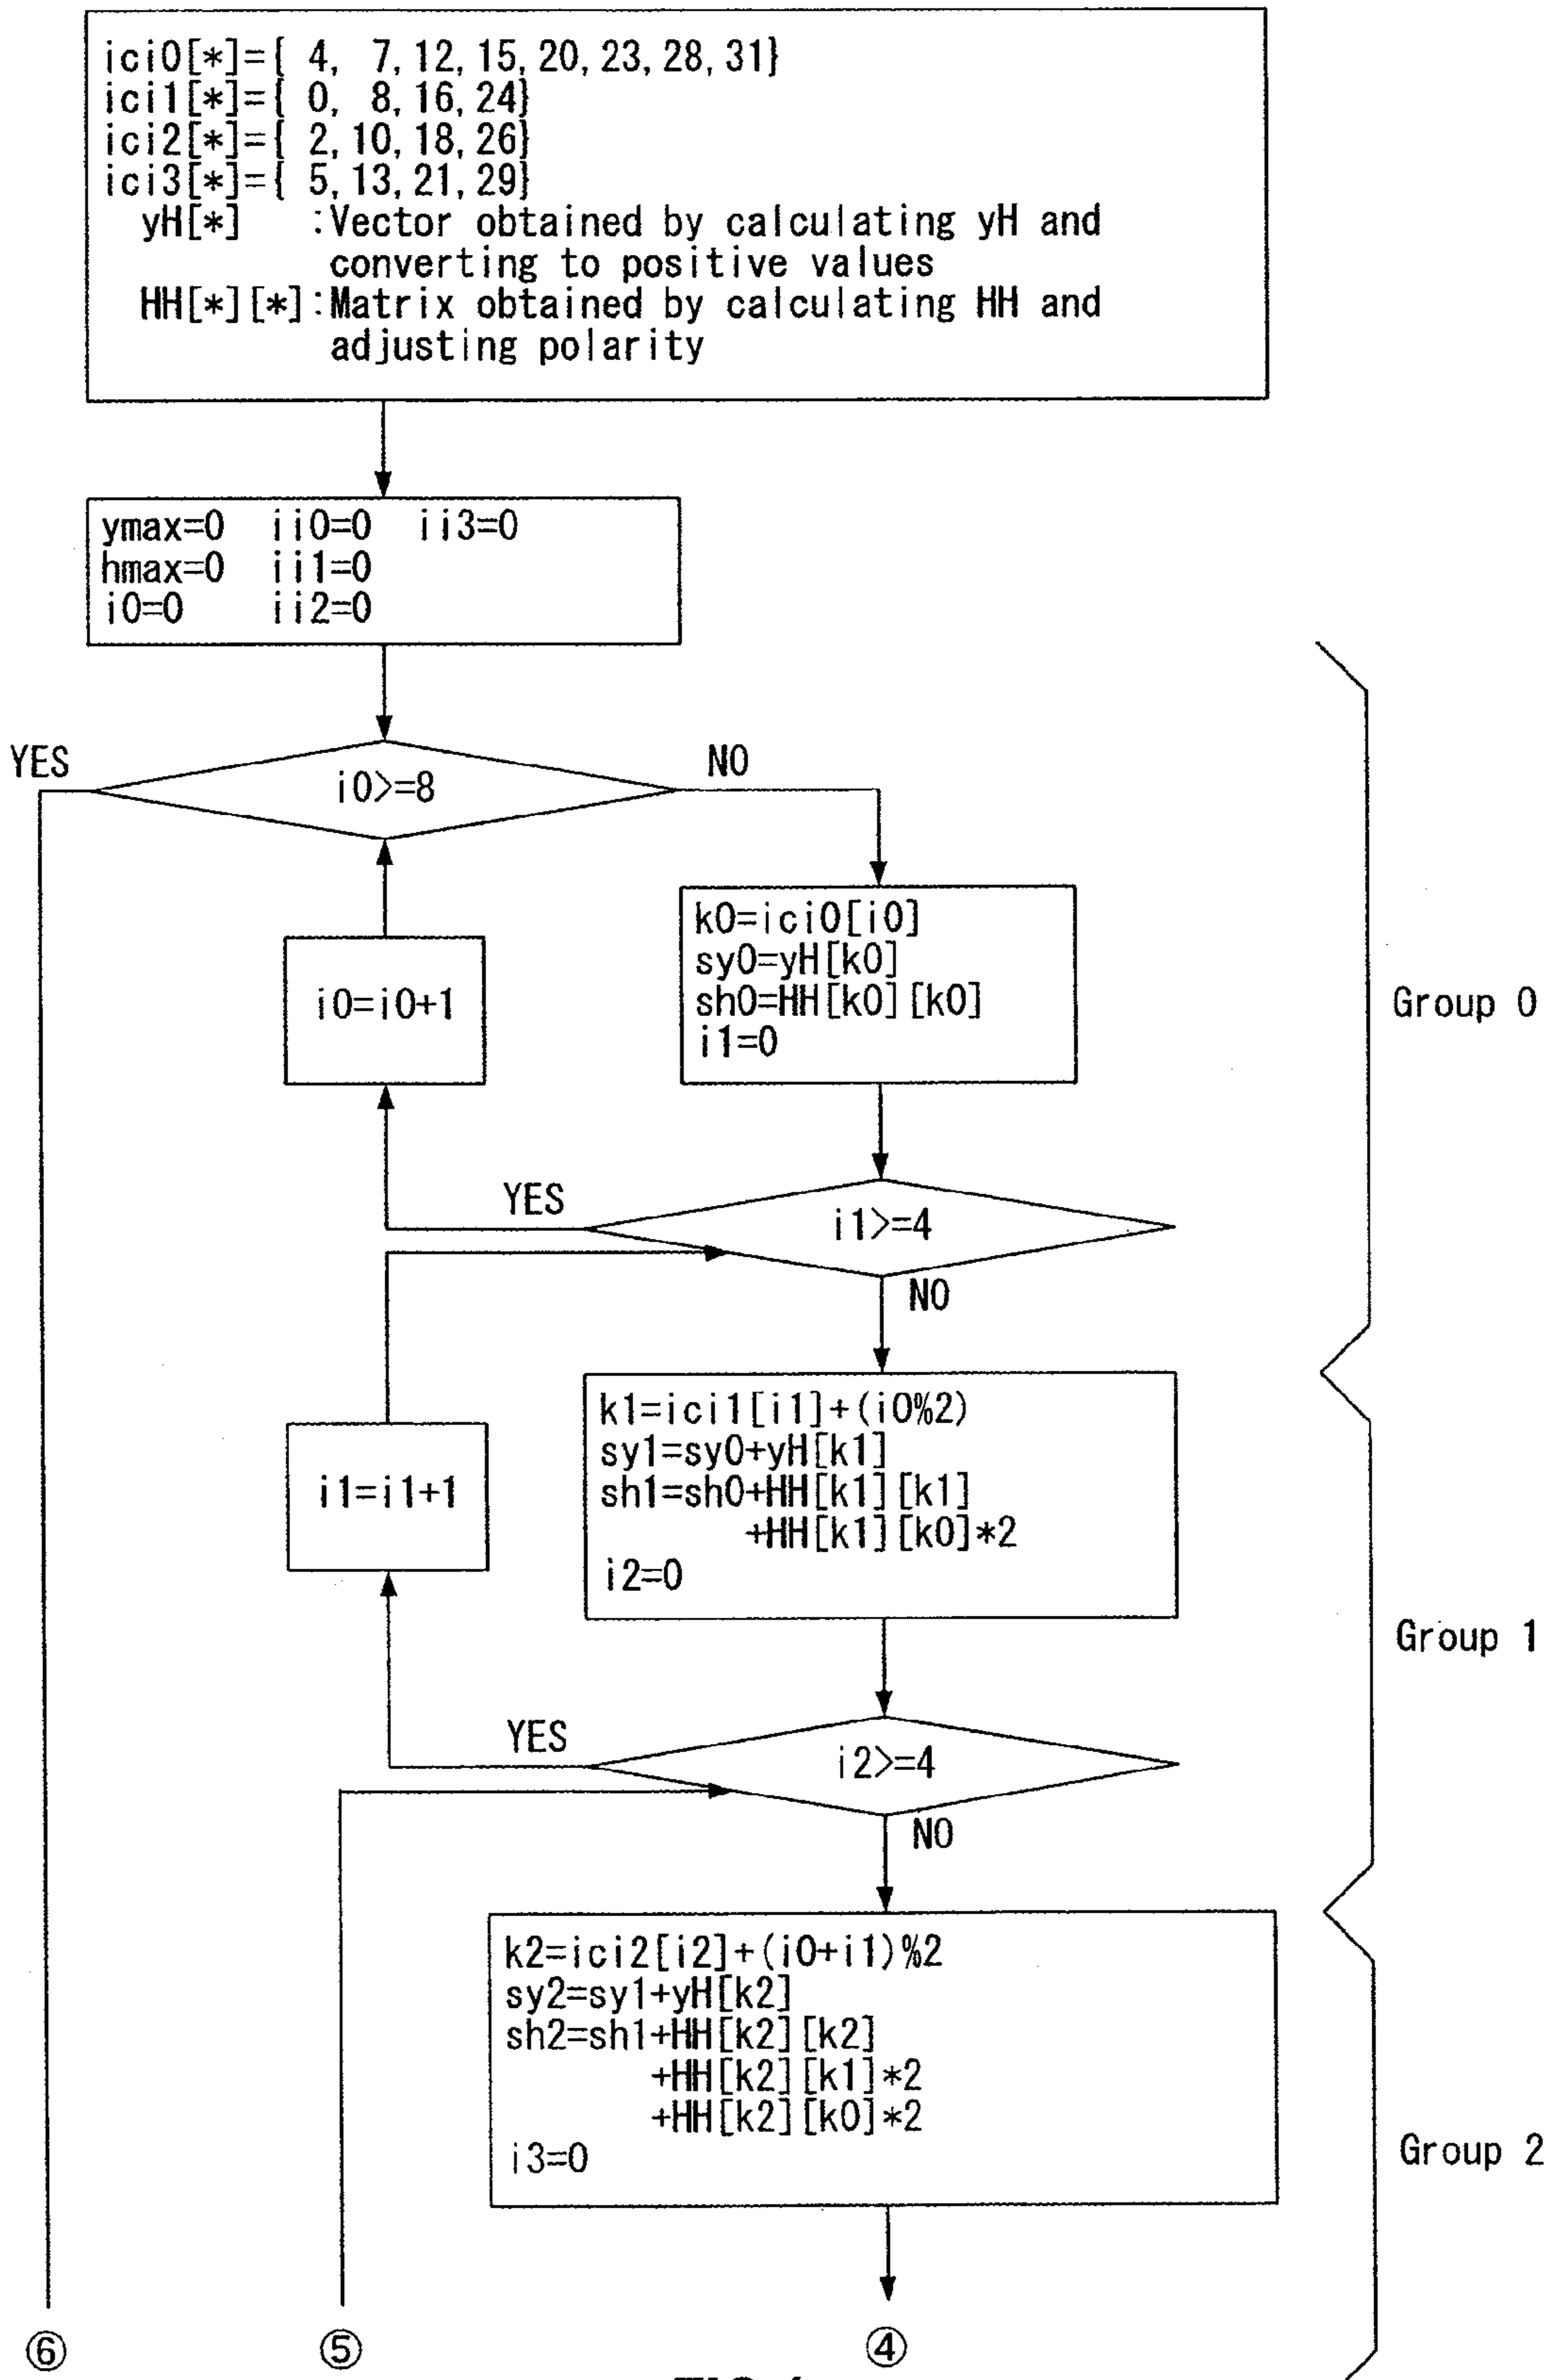 ici0[*]={ 4, 7,12,15,20,23,28,31}
ici1[*]={ 0, 8,16,24}
ici2[*]={ 2,10,18,26}
ici3[*]={ 5,13,21,29}
yH[*] :Vector obtained by calculating yH and
converting to positive values
HH[*][*]:Matrix obtained by calculating HH and
adjusting polarity
ymax=0 ii0=0 ii3=0
hmax=0 ii1=0
i0=0 ii2=0
YES
i0>=8
NO
k0=ici0[i0]
sy0=yH[k0]
sh0=HH[k0][k0]
i1=0
i0=i0+1
Group 0
YES
i1>=4
NO
k1=ici1[i1]+(i0%2)
sy1=sy0+yH[k1]
sh1=sh0+HH[k1][k1]
+HH[k1][k0]*2
i2=0
i1=i1+1
Group 1
YES
i2>=4
NO
k2=ici2[i2]+(i0+i1)%2
sy2=sy1+yH[k2]
sh2=sh1+HH[k2][k2]
+HH[k2][k1]*2
+HH[k2][k0]*2
i3=0
Group 2
⑥ ⑤ ④